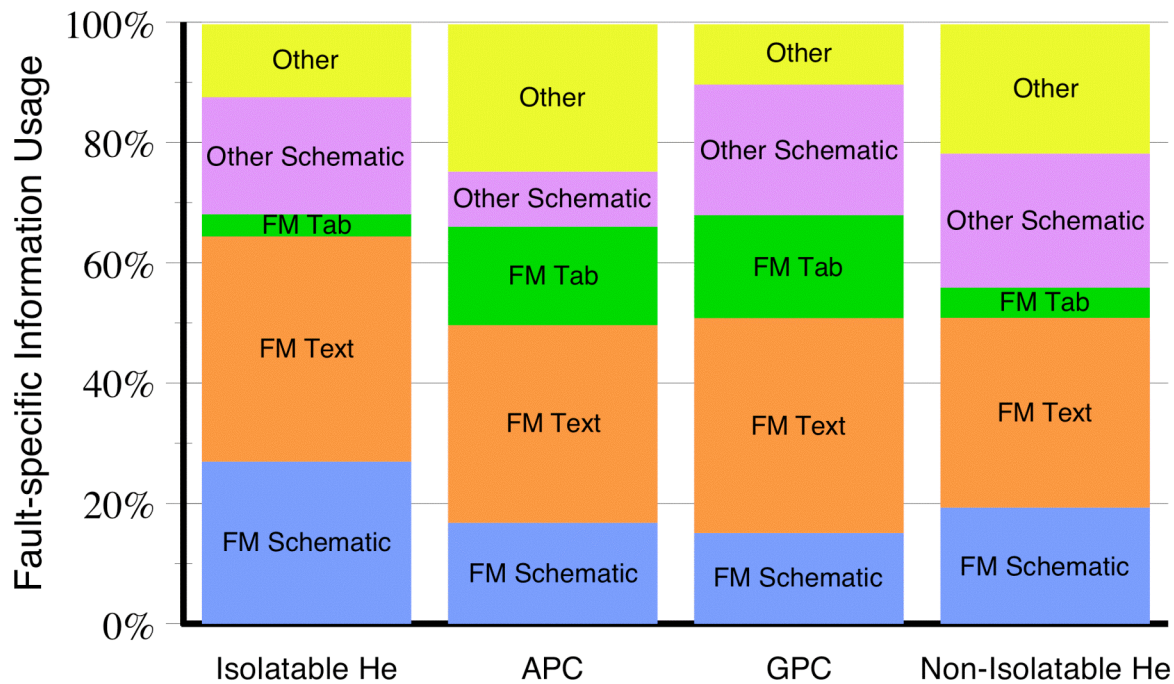 Fault-specific Information Usage
100%
80%
60%
40%
20%
0%
Other
Other Schematic
FM Tab
FM Text
FM Schematic
Other
Other Schematic
FM Tab
FM Text
FM Schematic
Other
Other Schematic
FM Tab
FM Text
FM Schematic
Other
Other Schematic
FM Tab
FM Text
FM Schematic
Isolatable He
APC
GPC
Non-Isolatable He